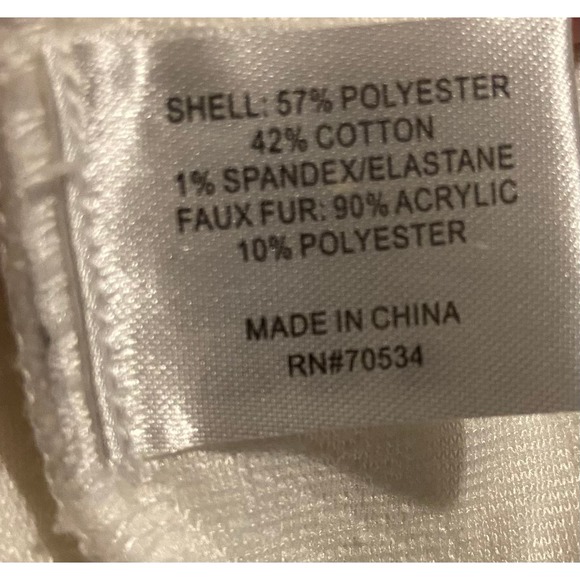 SHELL: 57% POLYESTER
42% COTTON
1% SPANDEX/ELASTANE
FAUX FUR: 90% ACRYLIC
10% POLYESTER
MADE IN CHINA
RN#70534